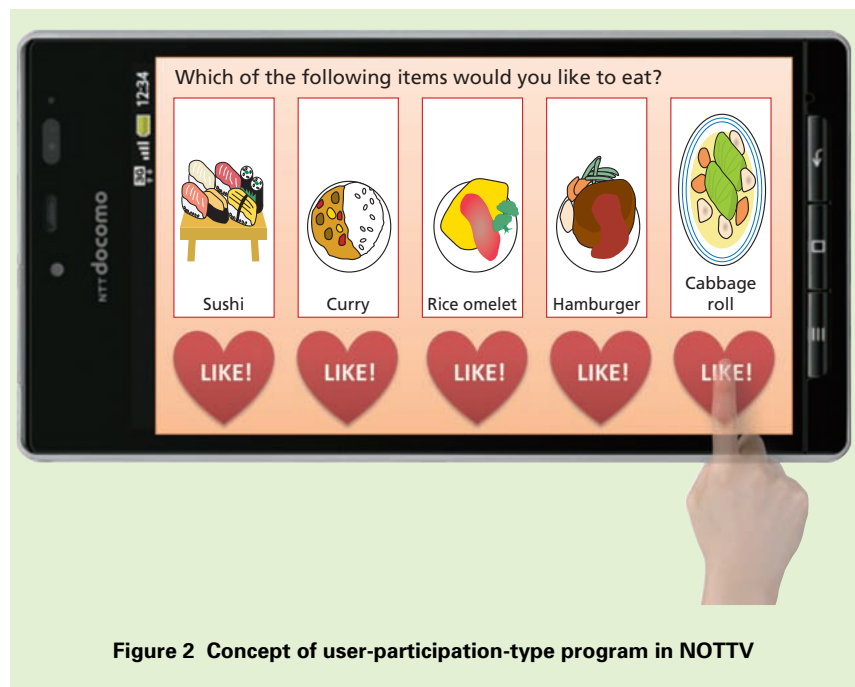 Which of the following items would you like to eat?
Sushi
Curry
Rice omelet
Hamburger
Cabbage
roll
LIKE!
LIKE!
LIKE!
LIKE!
LIKE!
3G
12:34
NTT docomo
Figure 2 Concept of user-participation-type program in NOTTV